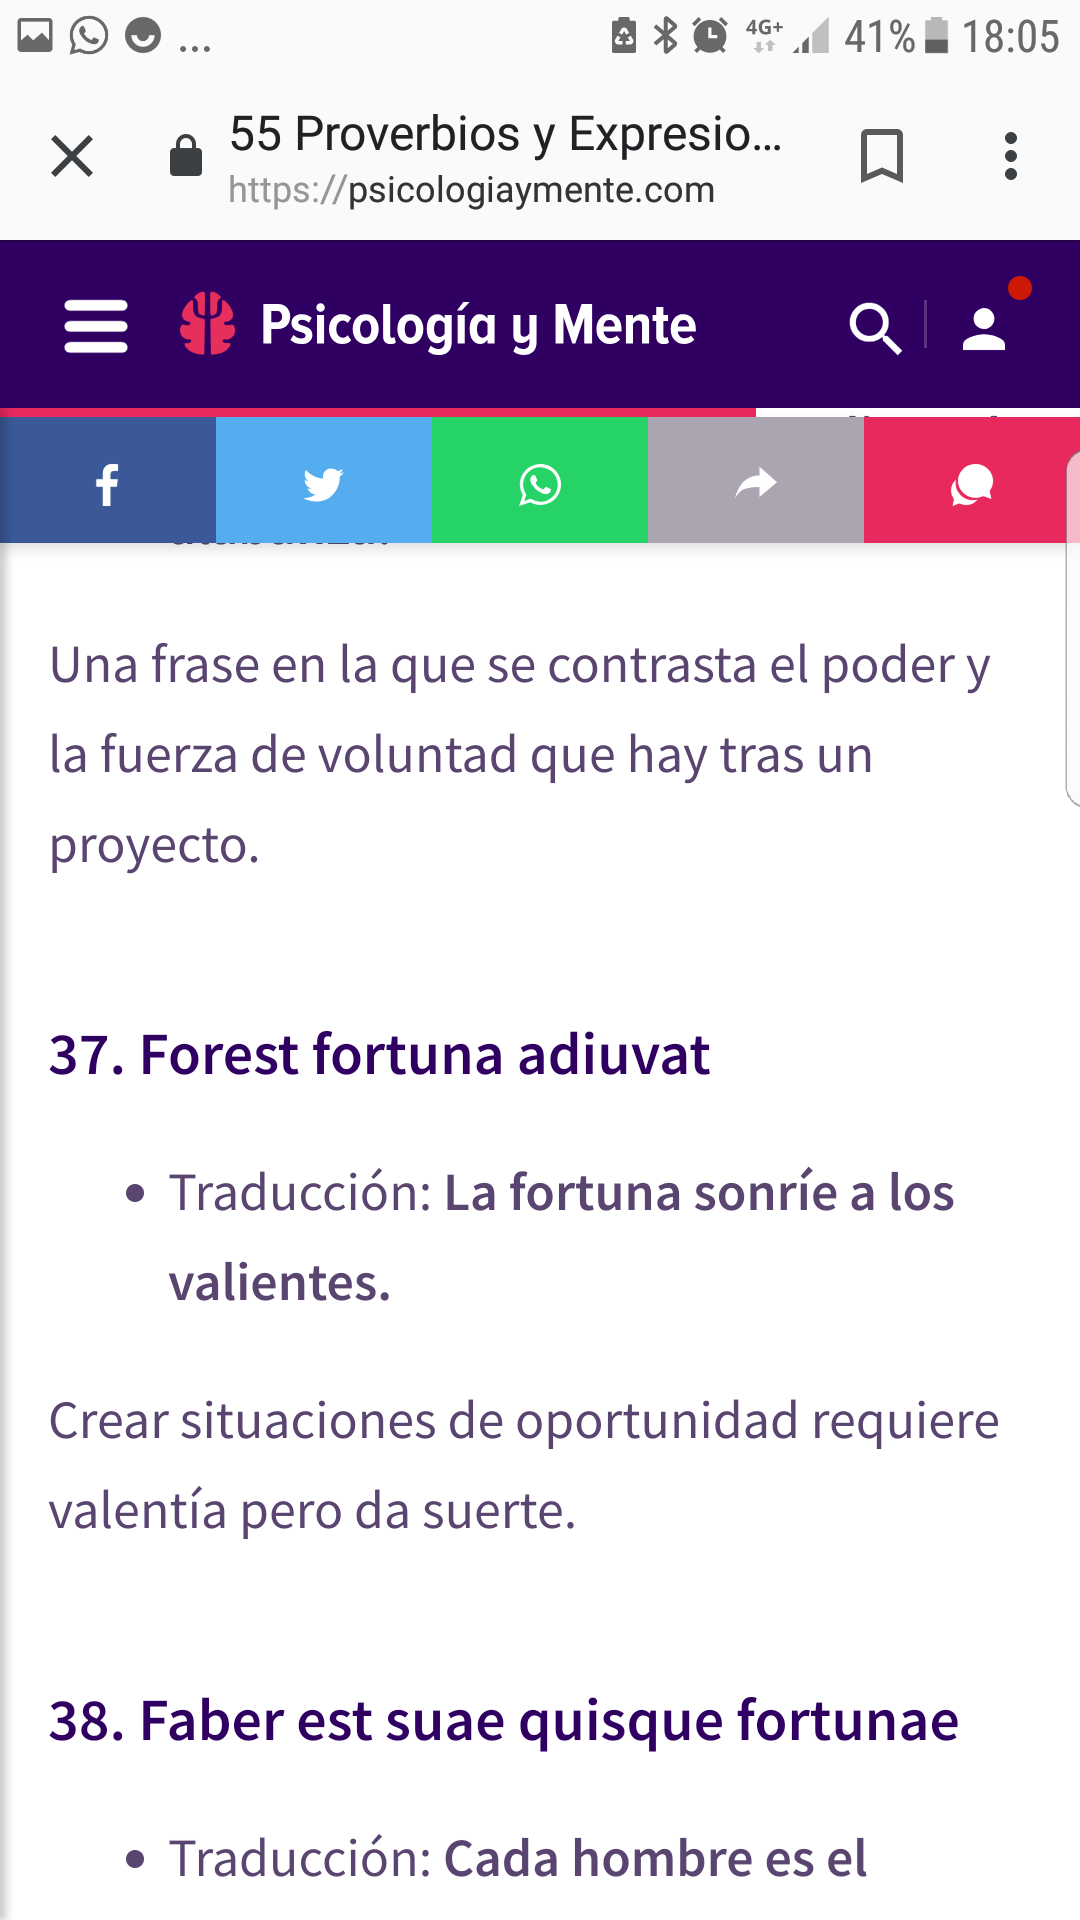 ... 4G+ 41% 18:05
55 Proverbios y Expresio...
https://psicologiaymente.com
Psicología y Mente
Una frase en la que se contrasta el poder y
la fuerza de voluntad que hay tras un
proyecto.
37. Forest fortuna adiuvat
Traducción: La fortuna sonríe a los
valientes.
Crear situaciones de oportunidad requiere
valentía pero da suerte.
38. Faber est suae quisque fortunae
Traducción: Cada hombre es el